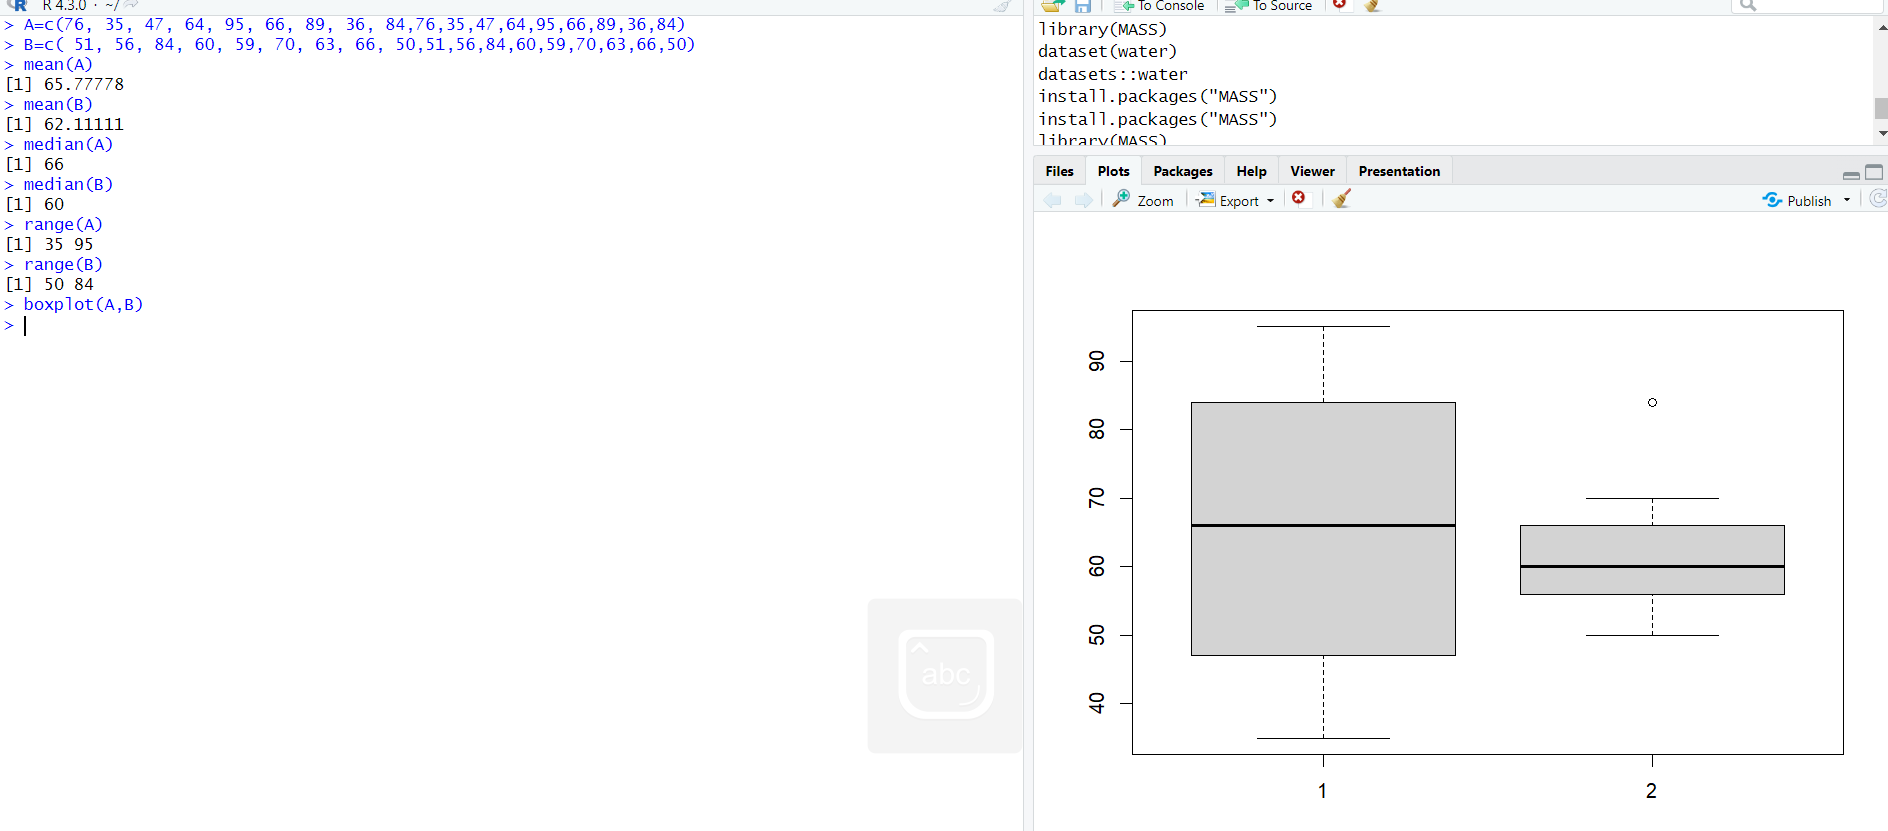 R 4.3.0 · ~/
> A=c(76, 35, 47, 64, 95, 66, 89, 36, 84,76,35,47,64,95,66,89,36,84)
> B=c( 51, 56, 84, 60, 59, 70, 63, 66, 50,51,56,84,60,59,70,63,66,50)
> mean(A)
[1] 65.77778
> mean(B)
[1] 62.11111
> median(A)
[1] 66
> median(B)
[1] 60
> range(A)
[1] 35 95
> range(B)
[1] 50 84
> boxplot(A,B)
>
abc
To Console To Source
library(MASS)
dataset(water)
datasets::water
install.packages("MASS")
install.packages("MASS")
library(MASS)
Files Plots Packages Help Viewer Presentation
Zoom Export Publish
90
80
70
60
50
40
1 2